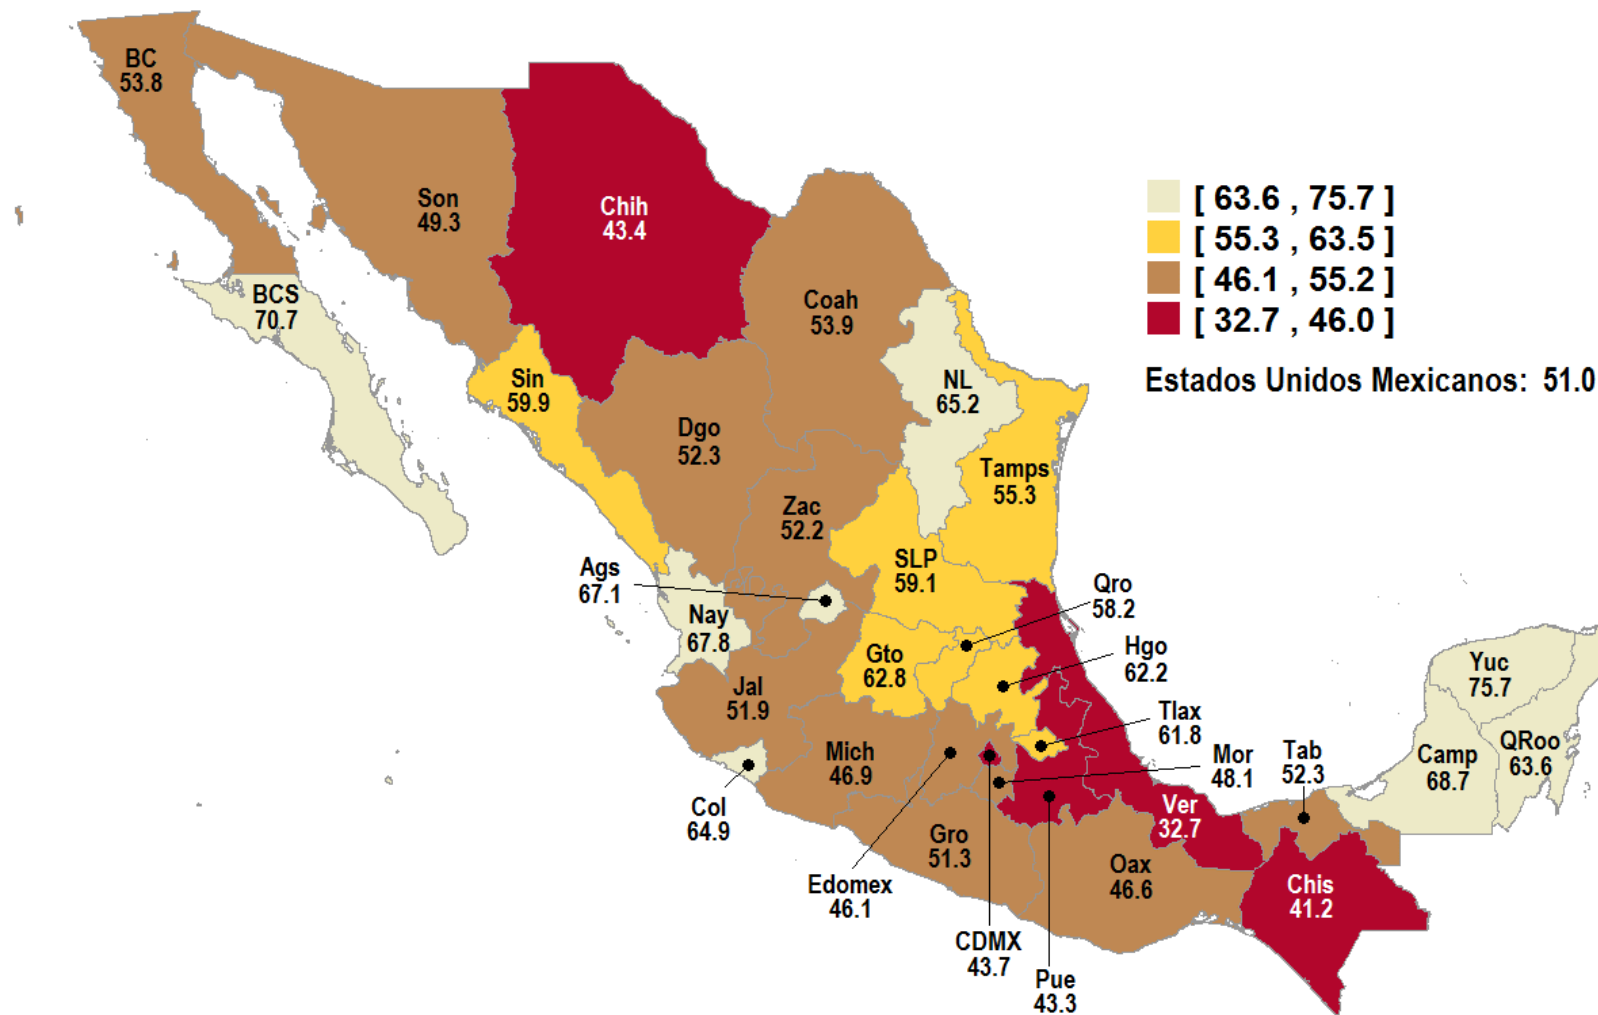 BC
53.8
Son
49.3
Chih
43.4
[ 63.6 , 75.7 ]
[ 55.3 , 63.5 ]
[ 46.1 , 55.2 ]
[ 32.7 , 46.0 ]
Estados Unidos Mexicanos: 51.0
BCS
70.7
Coah
53.9
Sin
59.9
NL
65.2
Dgo
52.3
Tamps
55.3
Zac
52.2
SLP
59.1
Ags
67.1
Qro
58.2
Nay
67.8
Gto
62.8
Hgo
62.2
Yuc
75.7
Jal
51.9
Tlax
61.8
Mich
46.9
Mor
48.1
Tab
52.3
Camp
68.7
QRoo
63.6
Col
64.9
Ver
32.7
Gro
51.3
Oax
46.6
Edomex
46.1
Chis
41.2
CDMX
43.7
Pue
43.3